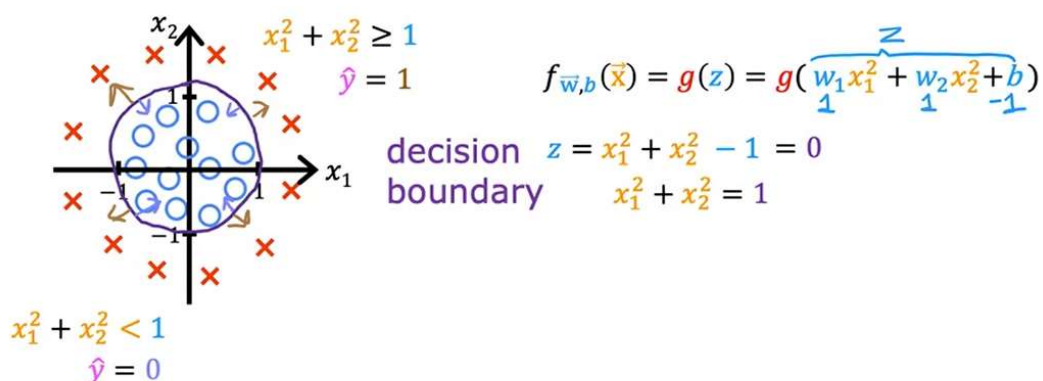 x₂
x₁² + x₂² ≥ 1
ŷ = 1
z
f_{w⃗,b}(x⃗) = g(z) = g(w₁x₁² + w₂x₂² + b)
1 1 -1
1
decision boundary
z = x₁² + x₂² − 1 = 0
x₁² + x₂² = 1
−1
1
x₁
−1
x₁² + x₂² < 1
ŷ = 0